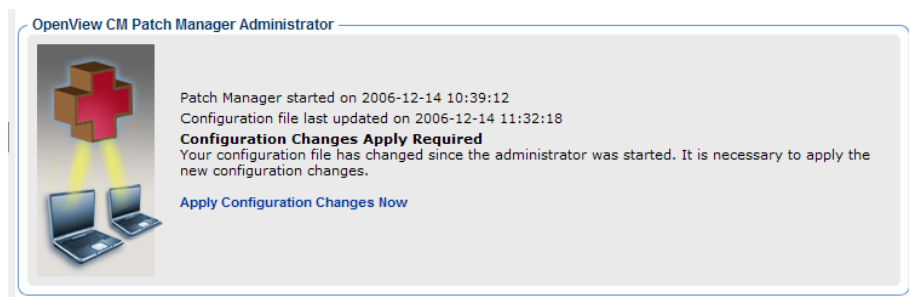 OpenView CM Patch Manager Administrator
Patch Manager started on 2006-12-14 10:39:12
Configuration file last updated on 2006-12-14 11:32:18
Configuration Changes Apply Required
Your configuration file has changed since the administrator was started. It is necessary to apply the
new configuration changes.
Apply Configuration Changes Now